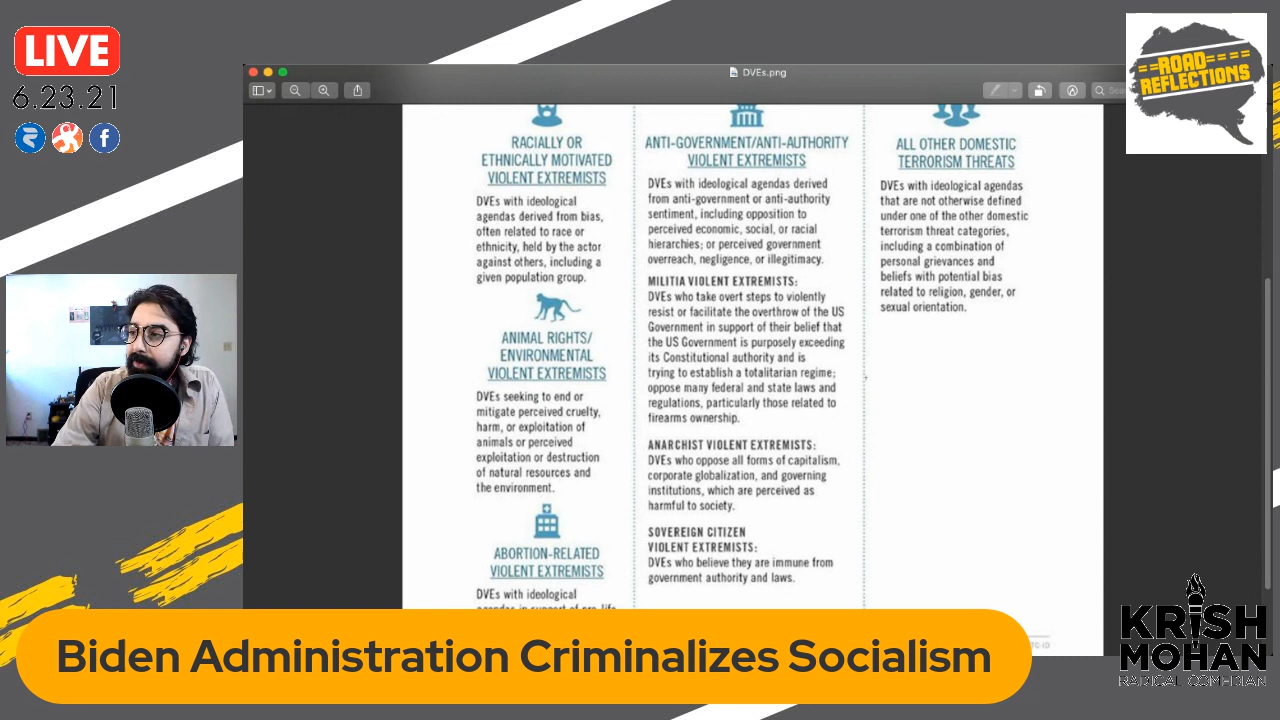 LIVE
6.23.21
DVEs.png
==ROAD====
REFLECTIONS
RACIALLY OR
ETHNICALLY MOTIVATED
VIOLENT EXTREMISTS
DVEs with ideological
agendas derived from bias,
often related to race or
ethnicity, held by the actor
against others, including a
given population group.
ANIMAL RIGHTS/
ENVIRONMENTAL
VIOLENT EXTREMISTS
DVEs seeking to end or
mitigate perceived cruelty,
harm, or exploitation of
animals or perceived
exploitation or destruction
of natural resources and
the environment.
ABORTION-RELATED
VIOLENT EXTREMISTS
DVEs with ideological
ANTI-GOVERNMENT/ANTI-AUTHORITY
VIOLENT EXTREMISTS
DVEs with ideological agendas derived
from anti-government or anti-authority
sentiment, including opposition to
perceived economic, social, or racial
hierarchies; or perceived government
overreach, negligence, or illegitimacy.
MILITIA VIOLENT EXTREMISTS:
DVEs who take overt steps to violently
resist or facilitate the overthrow of the US
Government in support of their belief that
the US Government is purposely exceeding
its Constitutional authority and is
trying to establish a totalitarian regime;
oppose many federal and state laws and
regulations, particularly those related to
firearms ownership.
ANARCHIST VIOLENT EXTREMISTS:
DVEs who oppose all forms of capitalism,
corporate globalization, and governing
institutions, which are perceived as
harmful to society.
SOVEREIGN CITIZEN
VIOLENT EXTREMISTS:
DVEs who believe they are immune from
government authority and laws.
ALL OTHER DOMESTIC
TERRORISM THREATS
DVEs with ideological agendas
that are not otherwise defined
under one of the other domestic
terrorism threat categories,
including a combination of
personal grievances and
beliefs with potential bias
related to religion, gender, or
sexual orientation.
Biden Administration Criminalizes Socialism
KRISH
MOHAN
RADICAL COMEDIAN